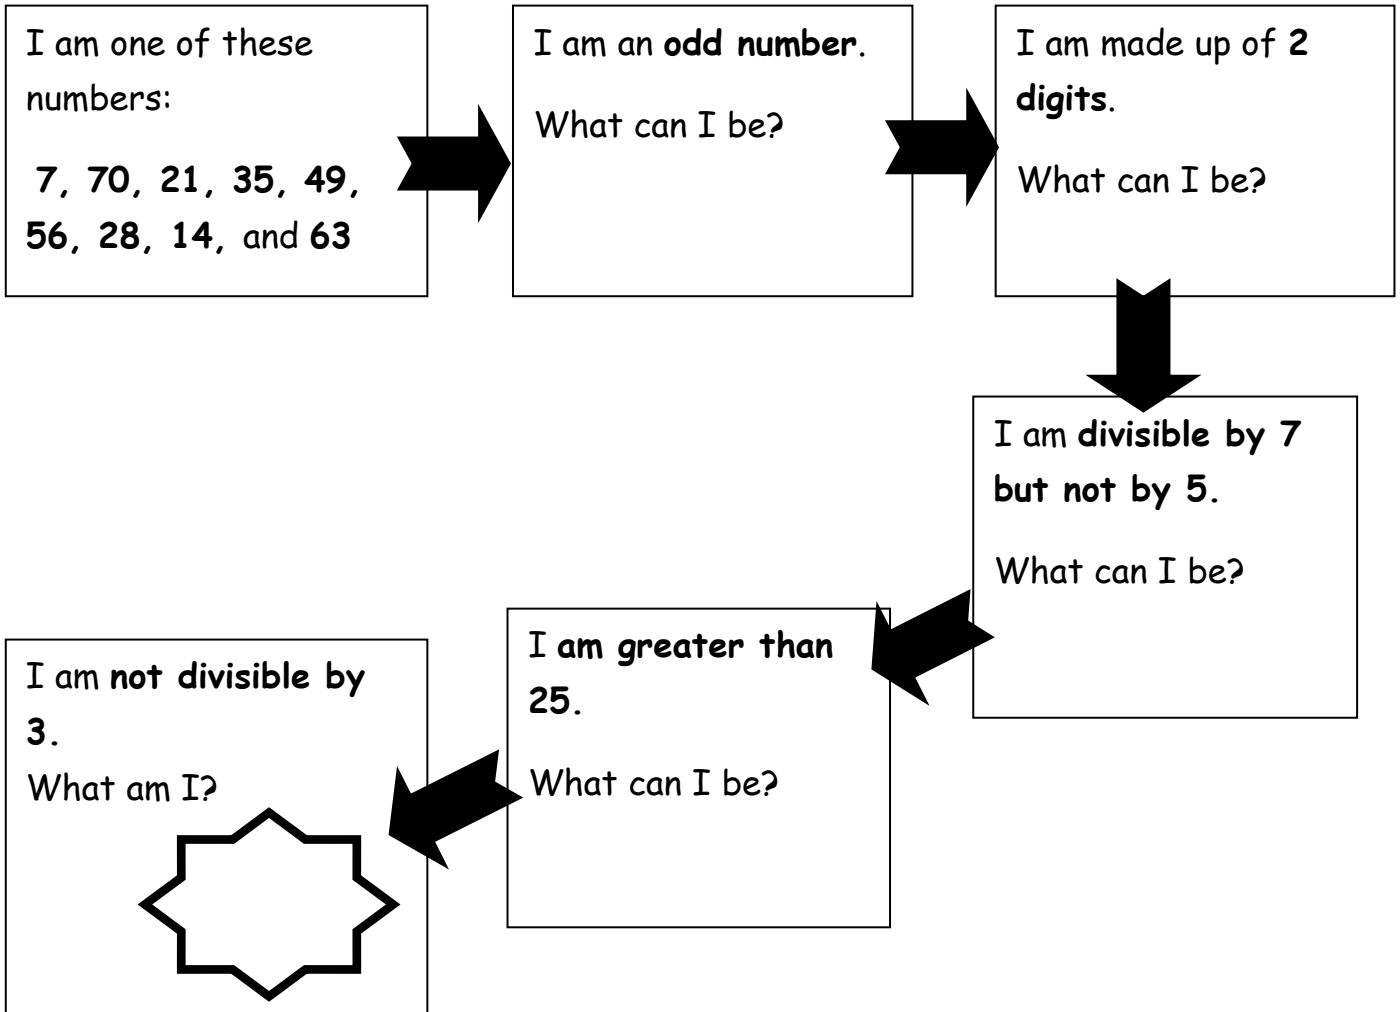 I am one of these
numbers:
7, 70, 21, 35, 49,
56, 28, 14, and 63
I am an odd number.
What can I be?
I am made up of 2
digits.
What can I be?
I am divisible by 7
but not by 5.
What can I be?
I am greater than
25.
What can I be?
I am not divisible by
3.
What am I?